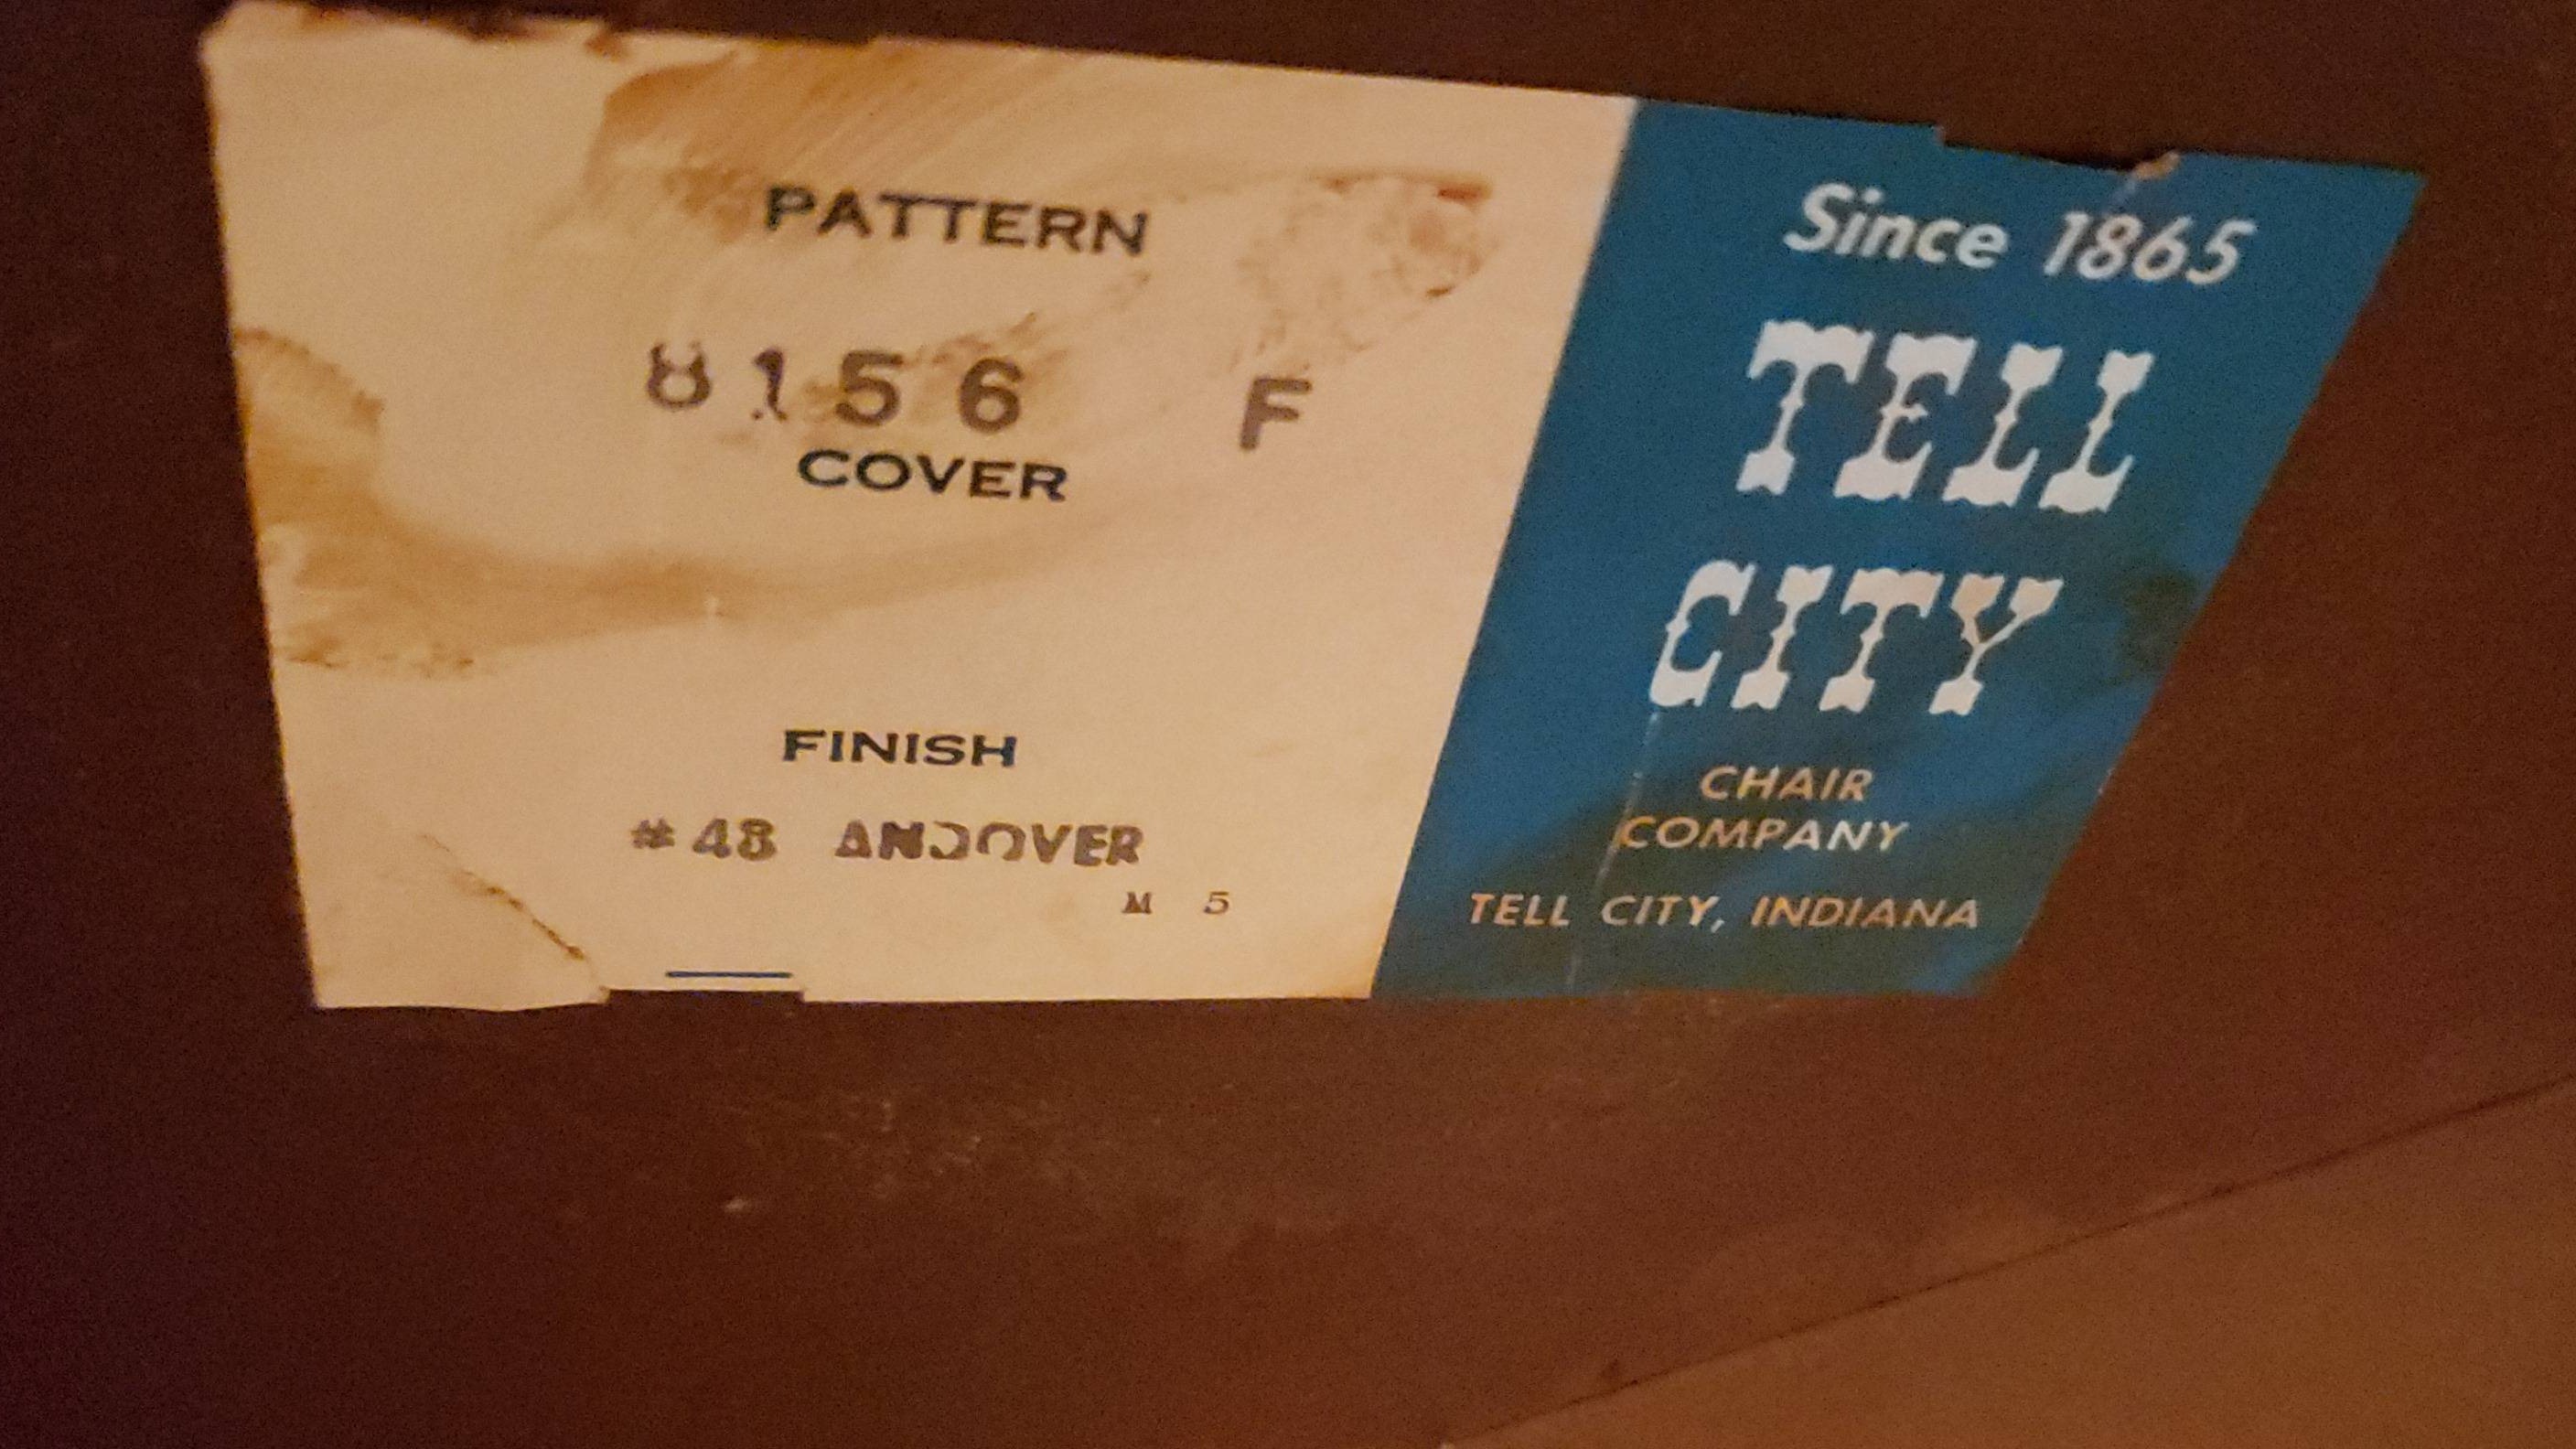 PATTERN
8156 F
COVER
FINISH
#48 ANDOVER
M 5
Since 1865
TELL
CITY
CHAIR
COMPANY
TELL CITY, INDIANA